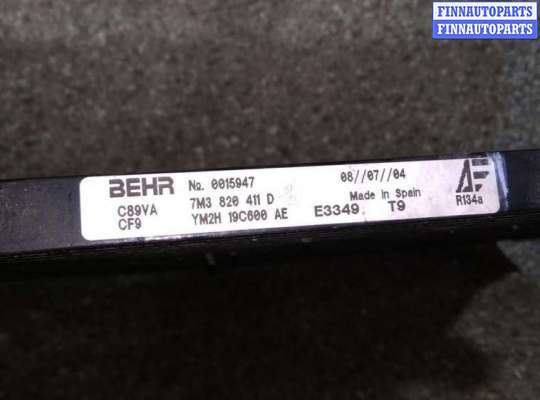 FINNAUTOPARTS
FINNAUTOPARTS
BEHR No. 0015947 08//07//04
C89VA 7M3 820 411 D Made in Spain
CF9 YM2H 19C600 AE E3349 T9 R134a